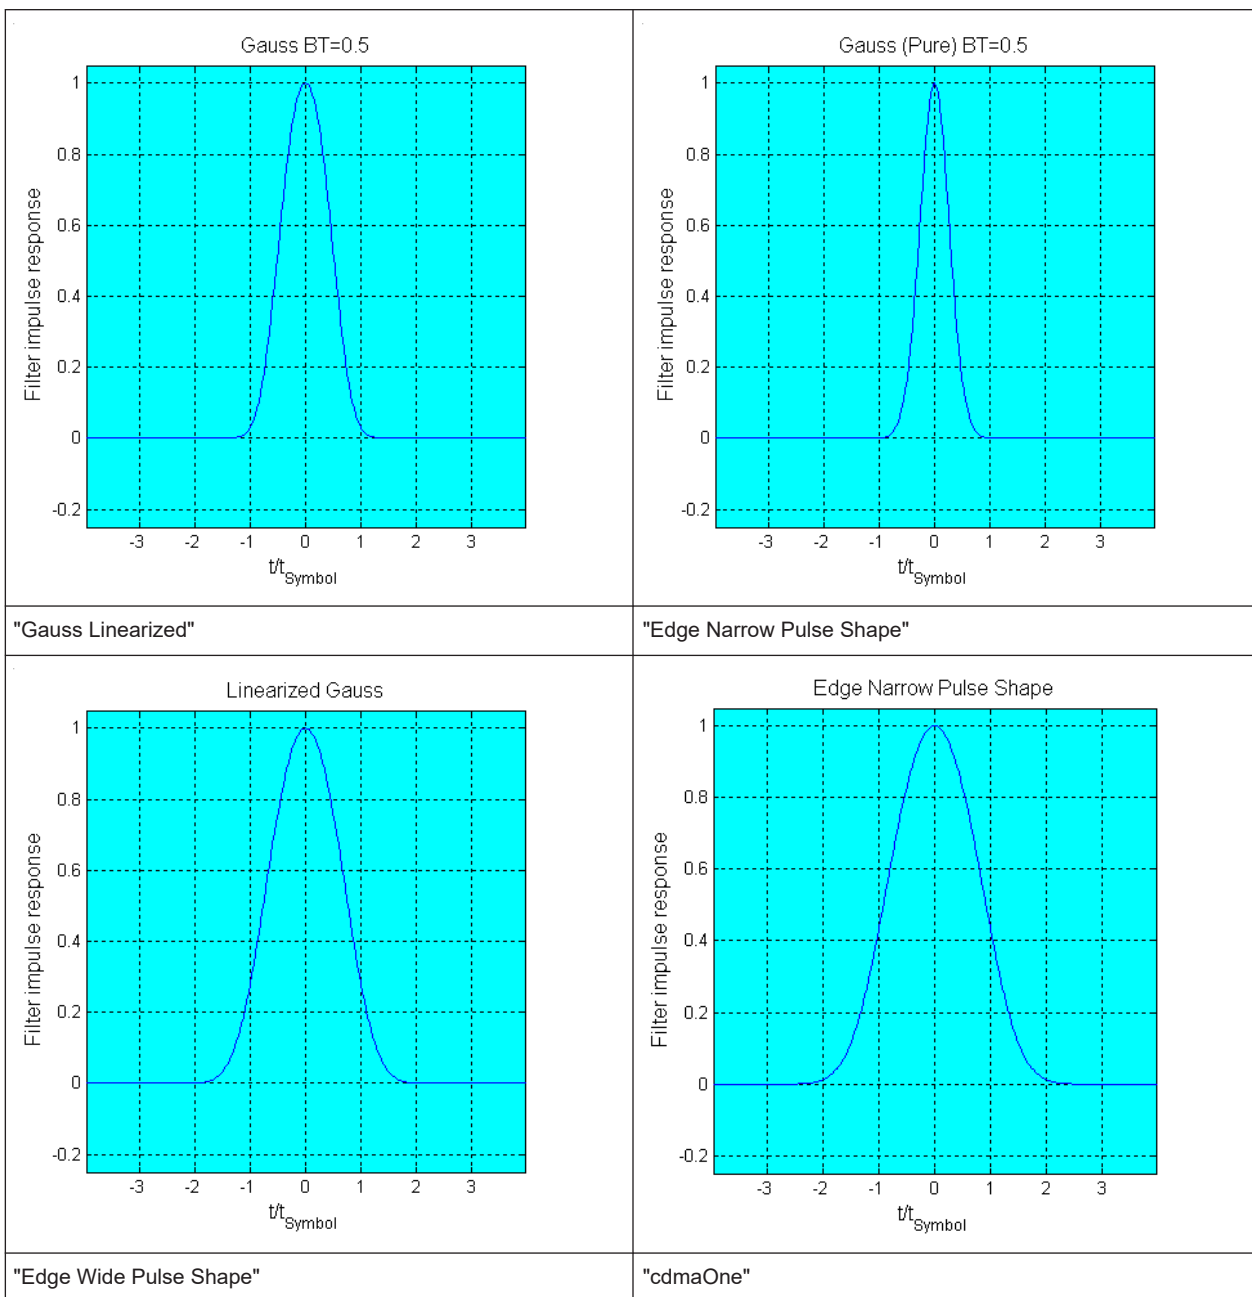 Gauss BT=0.5
Filter impulse response
1
0.8
0.6
0.4
0.2
0
-0.2
-3 -2 -1 0 1 2 3
t/tSymbol
Gauss (Pure) BT=0.5
Filter impulse response
1
0.8
0.6
0.4
0.2
0
-0.2
-3 -2 -1 0 1 2 3
t/tSymbol
"Gauss Linearized"
"Edge Narrow Pulse Shape"
Linearized Gauss
Filter impulse response
1
0.8
0.6
0.4
0.2
0
-0.2
-3 -2 -1 0 1 2 3
t/tSymbol
Edge Narrow Pulse Shape
Filter impulse response
1
0.8
0.6
0.4
0.2
0
-0.2
-3 -2 -1 0 1 2 3
t/tSymbol
"Edge Wide Pulse Shape"
"cdmaOne"